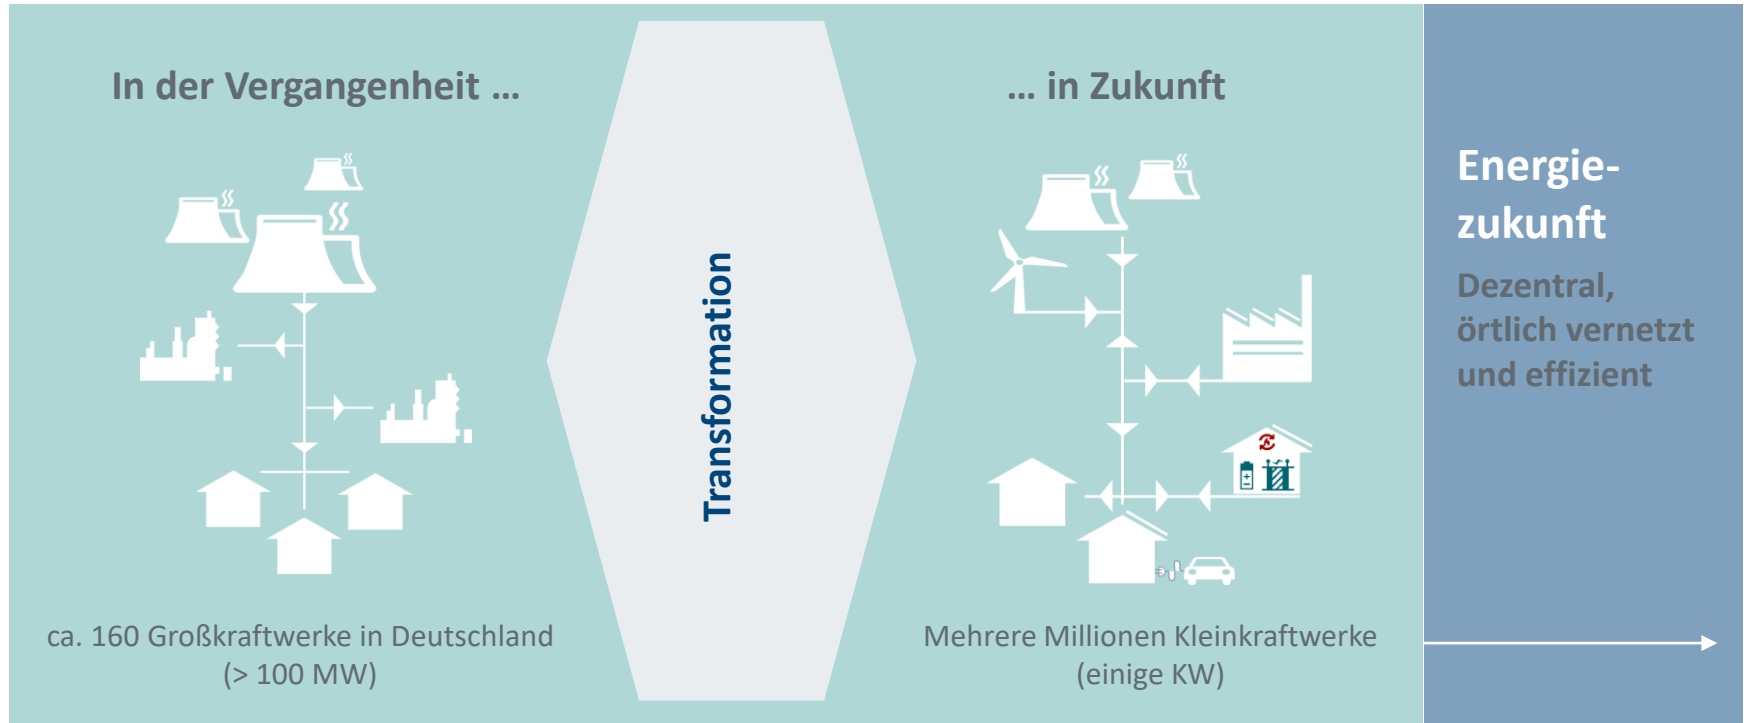 In der Vergangenheit …
… in Zukunft
Transformation
ca. 160 Großkraftwerke in Deutschland
(> 100 MW)
Mehrere Millionen Kleinkraftwerke
(einige KW)
Energie-
zukunft
Dezentral,
örtlich vernetzt
und effizient